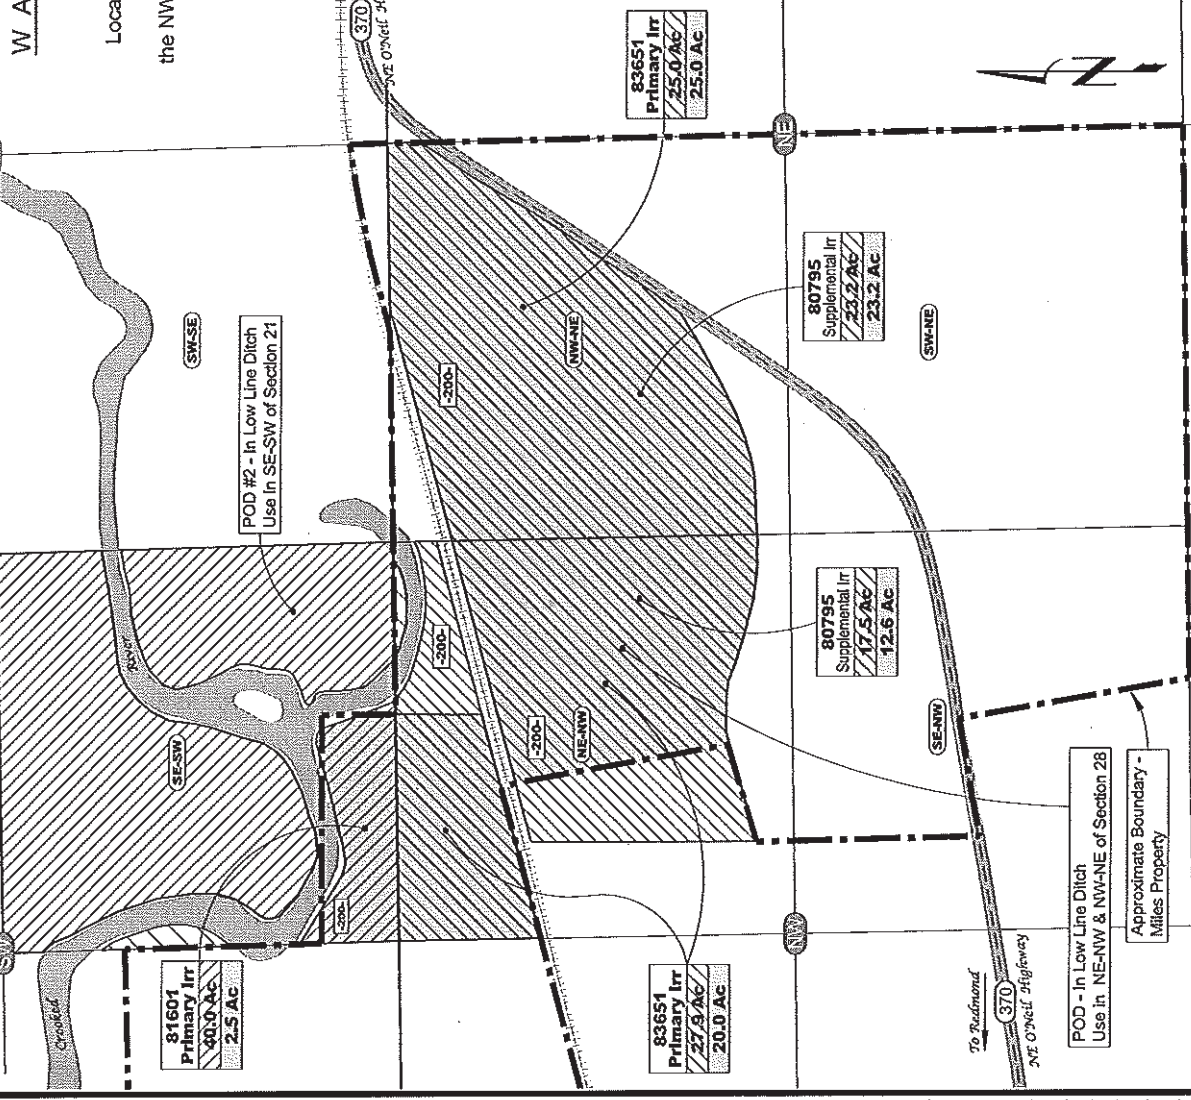 W A
Loca
the NW
370
NE O'Neil H
83651
Primary Irr
25.0 Ac
25.0 Ac
N
NE
SW-SE
POD #2 - In Low Line Ditch
Use In SE-SW of Section 21
-200-
NW-NE
80795
Supplemental Irr
23.2 Ac
23.2 Ac
SW-NE
River
-200-
80795
Supplemental Irr
17.5 Ac
12.6 Ac
SE-SW
-200-
NE-NW
SE-NW
-200-
Crooked
81601
Primary Irr
40.0 Ac
2.5 Ac
83651
Primary Irr
27.9 Ac
20.0 Ac
NW
To Redmond
370
NE O'Neil Highway
POD - In Low Line Ditch
Use in NE-NW & NW-NE of Section 28
Approximate Boundary -
Miles Property